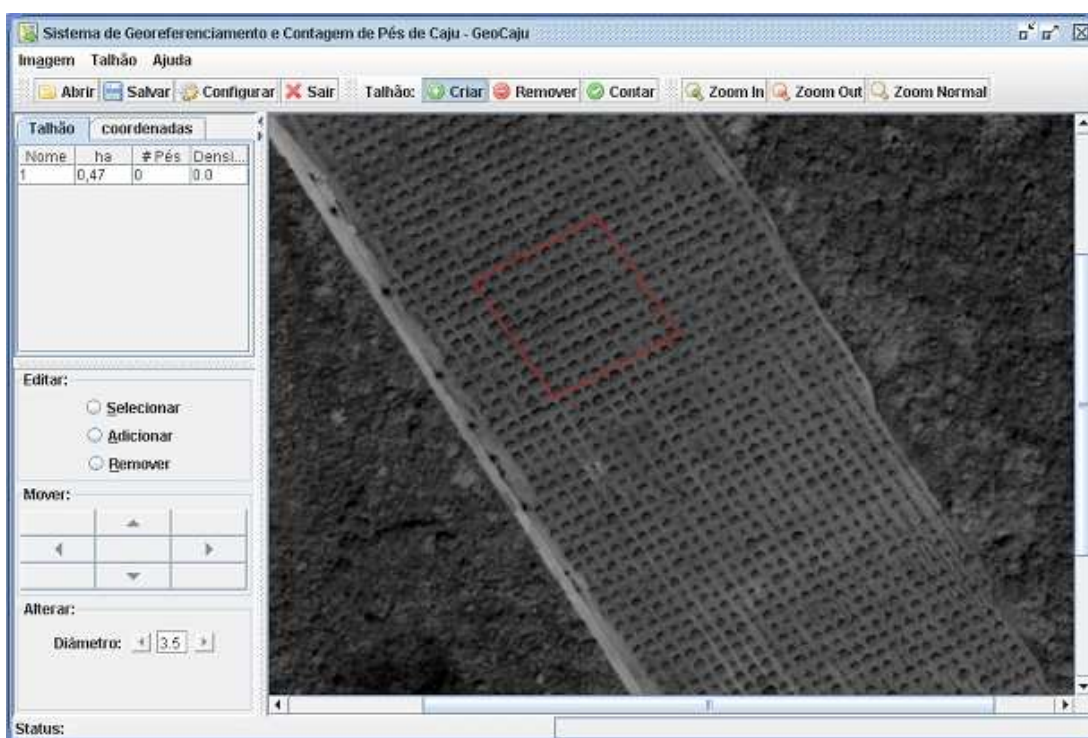 Sistema de Georeferenciamento e Contagem de Pés de Caju - GeoCaju
Imagem Talhão Ajuda
Abrir Salvar Configurar Sair Talhão: Criar Remover Contar Zoom In Zoom Out Zoom Normal
Talhão coordenadas
Nome ha # Pés Densi...
1 0,47 0 0.0
Editar:
Selecionar
Adicionar
Remover
Mover:
Alterar:
Diâmetro: 3.5
Status: